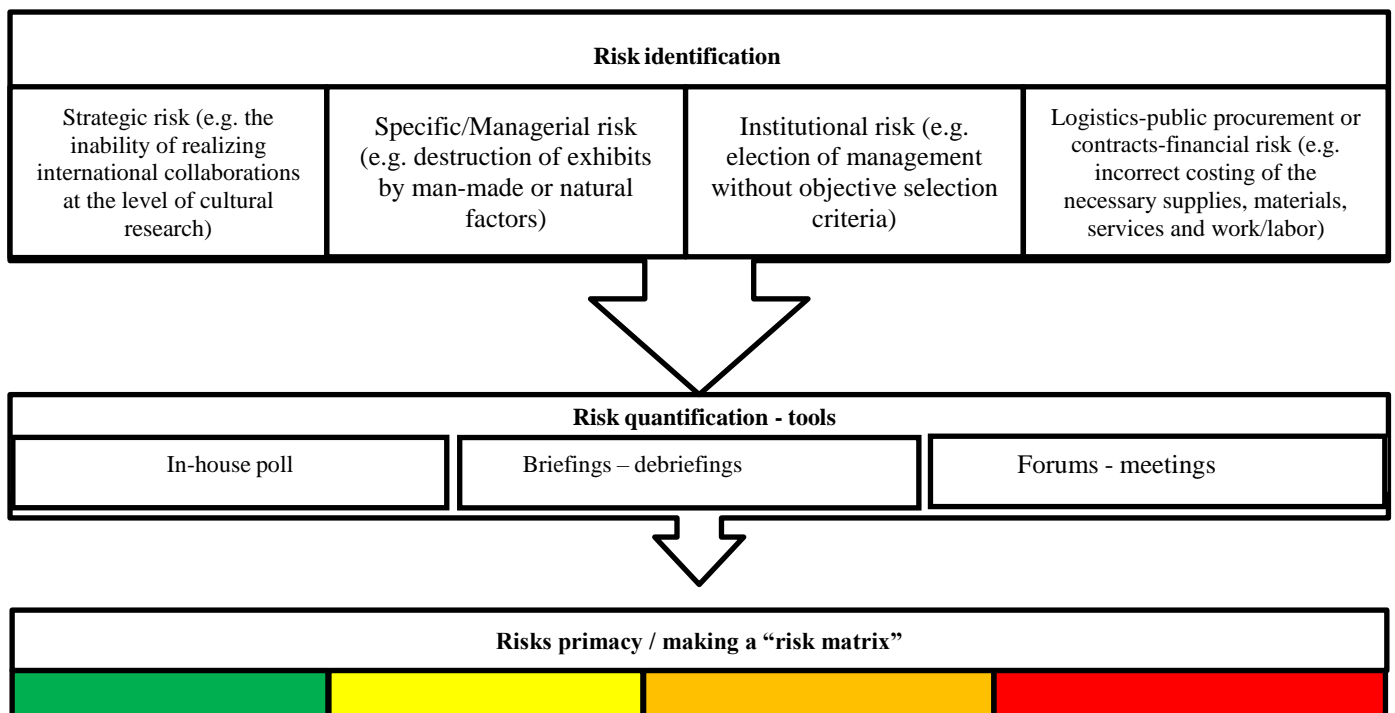 Risk identification
Strategic risk (e.g. the
inability of realizing
international collaborations
at the level of cultural
research)
Specific/Managerial risk
(e.g. destruction of exhibits
by man-made or natural
factors)
Institutional risk (e.g.
election of management
without objective selection
criteria)
Logistics-public procurement or
contracts-financial risk (e.g.
incorrect costing of the
necessary supplies, materials,
services and work/labor)
Risk quantification - tools
In-house poll
Briefings – debriefings
Forums - meetings
Risks primacy / making a “risk matrix”